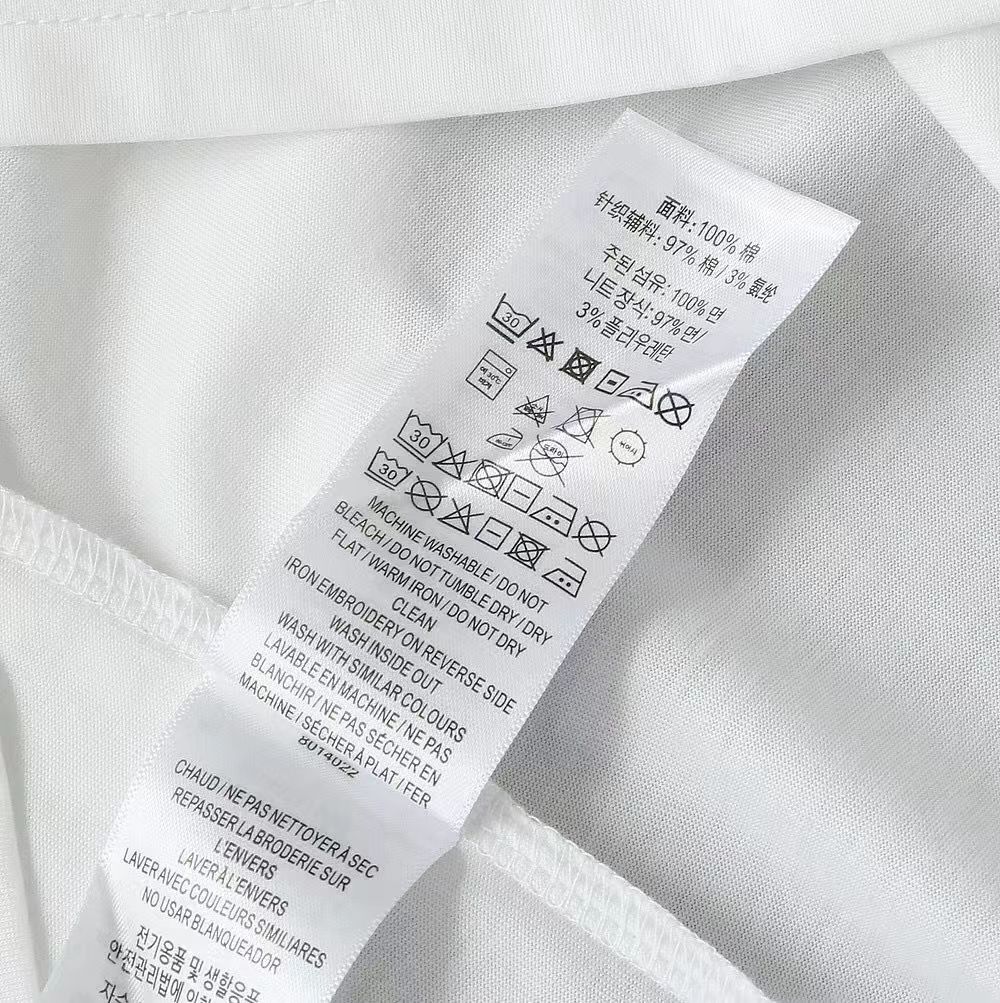 面料: 100% 棉
针织辅料: 97% 棉 / 3% 氨纶
주된 섬유: 100% 면
니트 장식: 97% 면/
3% 폴리우레탄
30
30
30
MACHINE WASHABLE / DO NOT
BLEACH / DO NOT TUMBLE DRY / DRY
FLAT / WARM IRON / DO NOT DRY
CLEAN
IRON EMBROIDERY ON REVERSE SIDE
WASH INSIDE OUT
WASH WITH SIMILAR COLOURS
LAVABLE EN MACHINE / NE PAS
BLANCHIR / NE PAS SÉCHER EN
MACHINE / SÉCHER À PLAT / FER
8014022
CHAUD / NE PAS NETTOYER À SEC
REPASSER LA BRODERIE SUR
L'ENVERS
LAVER À L'ENVERS
LAVER AVEC COULEURS SIMILIARES
NO USAR BLANQUEADOR
전기용품 및 생활용품
안전관리법에